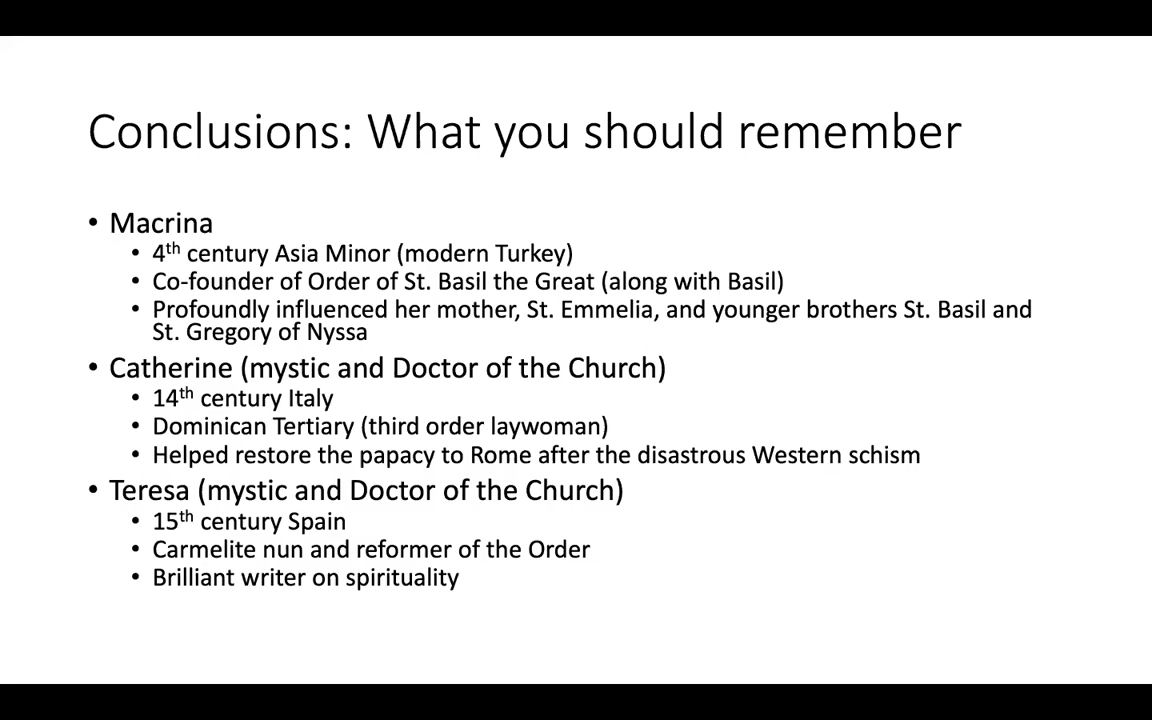 Conclusions: What you should remember
• Macrina
• 4th century Asia Minor (modern Turkey)
• Co-founder of Order of St. Basil the Great (along with Basil)
• Profoundly influenced her mother, St. Emmelia, and younger brothers St. Basil and
St. Gregory of Nyssa
• Catherine (mystic and Doctor of the Church)
• 14th century Italy
• Dominican Tertiary (third order laywoman)
• Helped restore the papacy to Rome after the disastrous Western schism
• Teresa (mystic and Doctor of the Church)
• 15th century Spain
• Carmelite nun and reformer of the Order
• Brilliant writer on spirituality